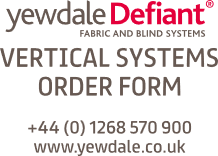 yewdale Defiant®
FABRIC AND BLIND SYSTEMS
VERTICAL SYSTEMS
ORDER FORM
+44 (0) 1268 570 900
www.yewdale.co.uk